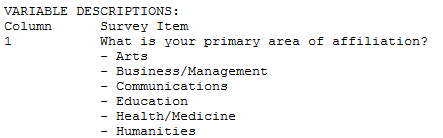 VARIABLE DESCRIPTIONS:
Column Survey Item
1 What is your primary area of affiliation?
- Arts
- Business/Management
- Communications
- Education
- Health/Medicine
- Humanities